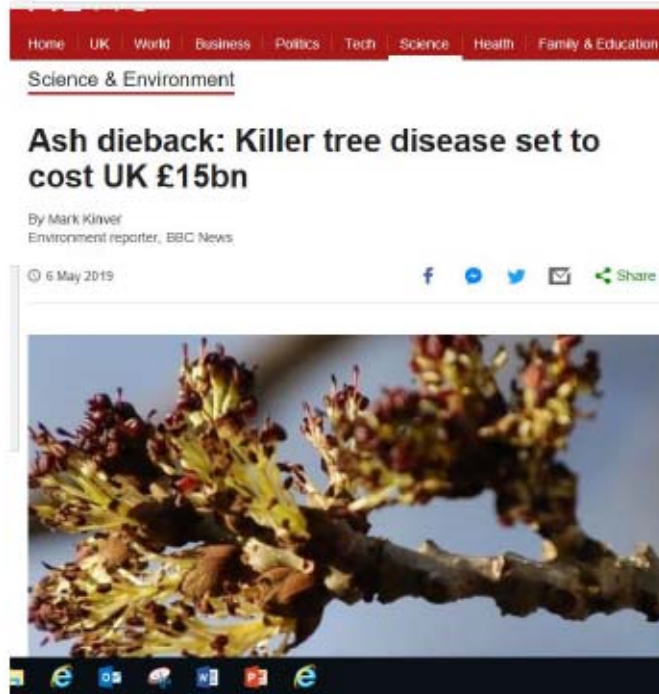 Home UK World Business Politics Tech Science Health Family & Education
Science & Environment
Ash dieback: Killer tree disease set to
cost UK £15bn
By Mark Kinver
Environment reporter, BBC News
6 May 2019
Share